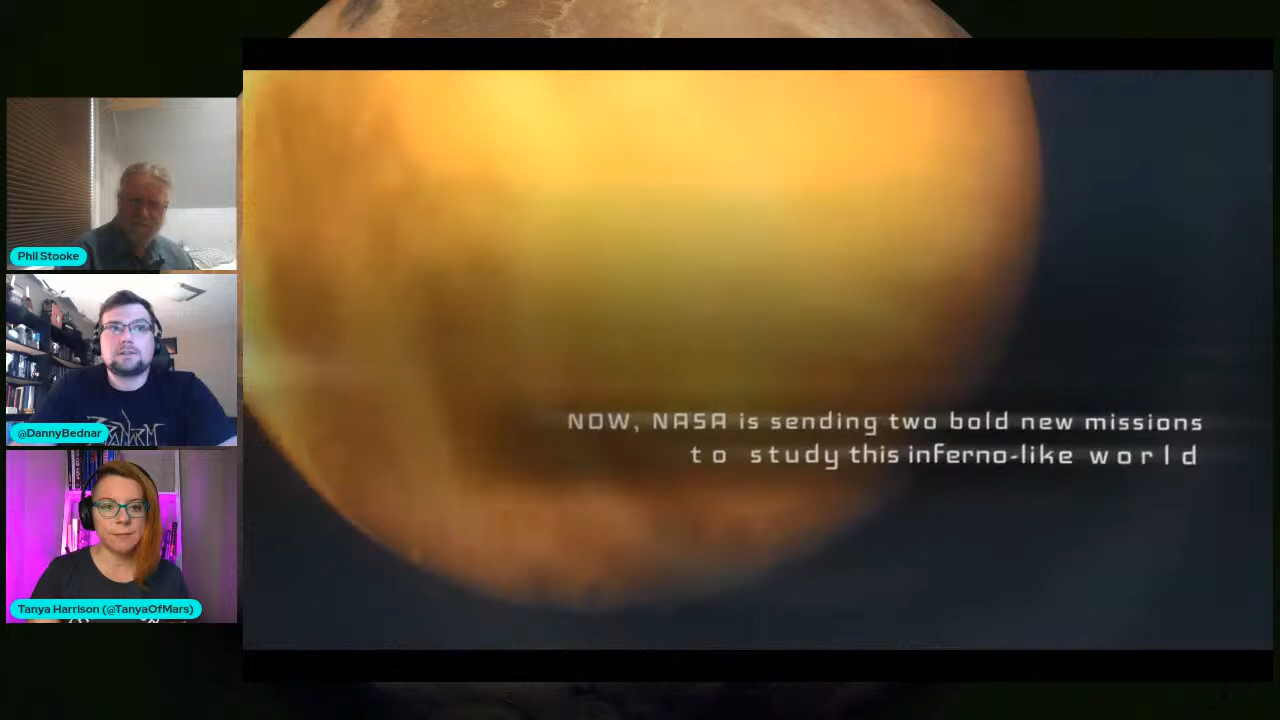 Phil Stooke
@DannyBednar
Tanya Harrison (@TanyaOfMars)
NOW, NASA is sending two bold new missions
to study this inferno-like world